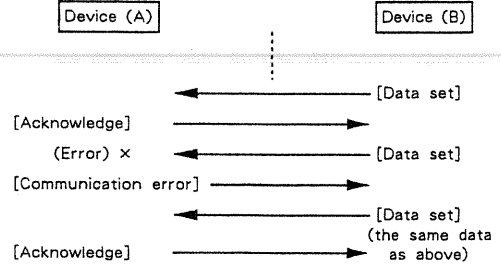 Device (A) Device (B)
[Data set]
[Acknowledge]
(Error) × [Data set]
[Communication error]
[Data set]
(the same data
[Acknowledge] as above)